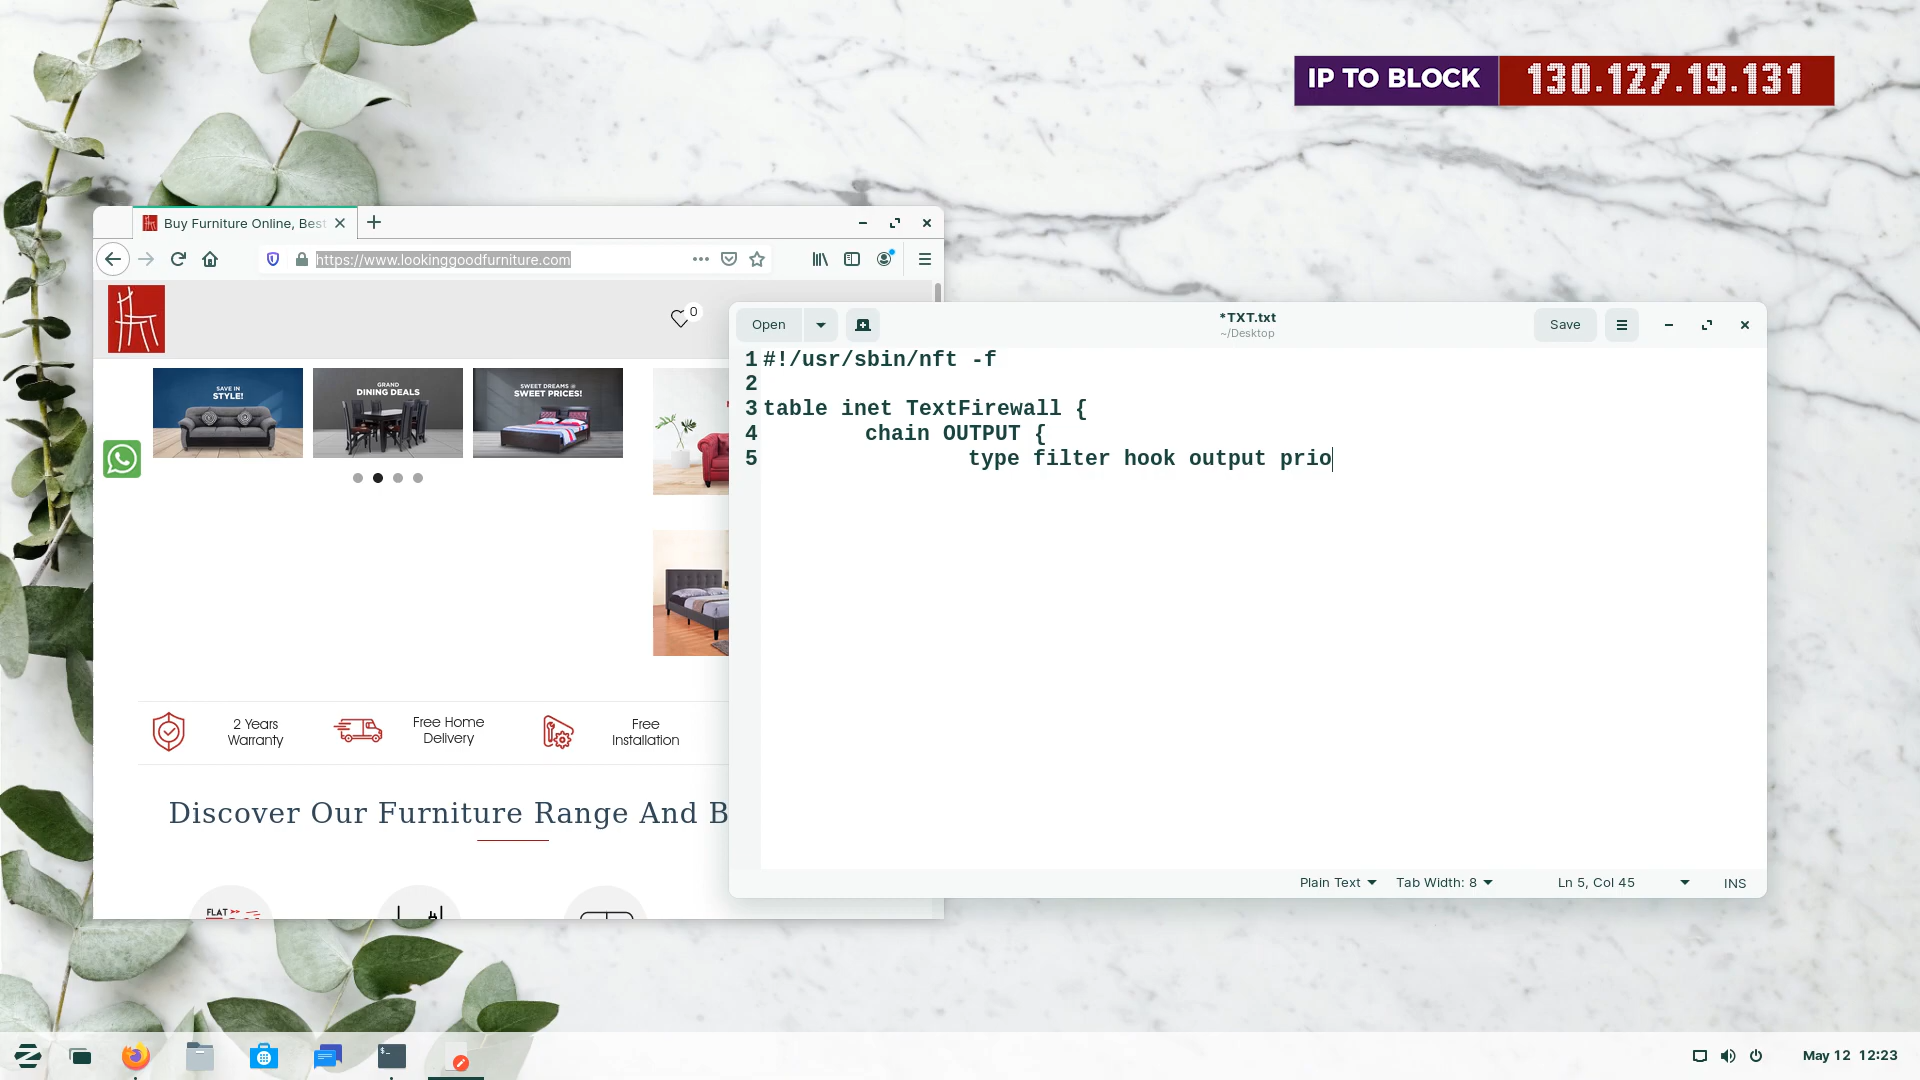 IP TO BLOCK 130.127.19.131
Buy Furniture Online, Best
https://www.lookinggoodfurniture.com
0
SAVE IN
STYLE!
GRAND
DINING DEALS
SWEET DREAMS @
SWEET PRICES!
2 Years
Warranty
Free Home
Delivery
Free
Installation
Discover Our Furniture Range And B
FLAT
Open
*TXT.txt
~/Desktop
Save
1 #!/usr/sbin/nft -f
2
3 table inet TextFirewall {
4 chain OUTPUT {
5 type filter hook output prio
Plain Text Tab Width: 8 Ln 5, Col 45 INS
May 12 12:23